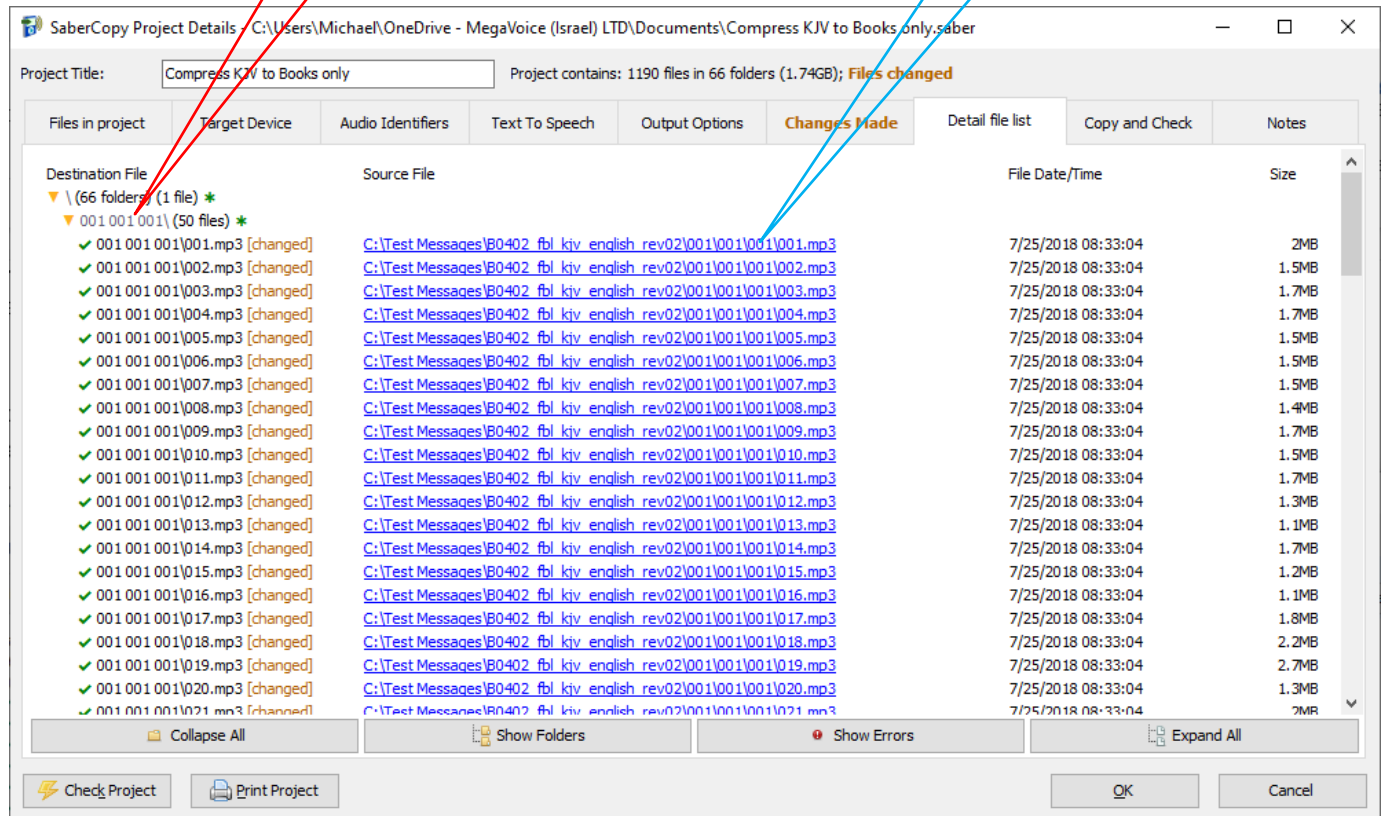 SaberCopy Project Details - C:\Users\Michael\OneDrive - MegaVoice (Israel) LTD\Documents\Compress KJV to Books only.saber
Project Title: Compress KJV to Books only Project contains: 1190 files in 66 folders (1.74GB); Files changed
Files in project Target Device Audio Identifiers Text To Speech Output Options Changes Made Detail file list Copy and Check Notes
Destination File Source File File Date/Time Size
\ (66 folders) (1 file) *
001 001 001\ (50 files) *
001 001 001\001.mp3 [changed] C:\Test Messages\B0402_fbl_kjv_english_rev02\001\001\001\001.mp3 7/25/2018 08:33:04 2MB
001 001 001\002.mp3 [changed] C:\Test Messages\B0402_fbl_kjv_english_rev02\001\001\001\002.mp3 7/25/2018 08:33:04 1.5MB
001 001 001\003.mp3 [changed] C:\Test Messages\B0402_fbl_kjv_english_rev02\001\001\001\003.mp3 7/25/2018 08:33:04 1.7MB
001 001 001\004.mp3 [changed] C:\Test Messages\B0402_fbl_kjv_english_rev02\001\001\001\004.mp3 7/25/2018 08:33:04 1.7MB
001 001 001\005.mp3 [changed] C:\Test Messages\B0402_fbl_kjv_english_rev02\001\001\001\005.mp3 7/25/2018 08:33:04 1.5MB
001 001 001\006.mp3 [changed] C:\Test Messages\B0402_fbl_kjv_english_rev02\001\001\001\006.mp3 7/25/2018 08:33:04 1.5MB
001 001 001\007.mp3 [changed] C:\Test Messages\B0402_fbl_kjv_english_rev02\001\001\001\007.mp3 7/25/2018 08:33:04 1.5MB
001 001 001\008.mp3 [changed] C:\Test Messages\B0402_fbl_kjv_english_rev02\001\001\001\008.mp3 7/25/2018 08:33:04 1.4MB
001 001 001\009.mp3 [changed] C:\Test Messages\B0402_fbl_kjv_english_rev02\001\001\001\009.mp3 7/25/2018 08:33:04 1.7MB
001 001 001\010.mp3 [changed] C:\Test Messages\B0402_fbl_kjv_english_rev02\001\001\001\010.mp3 7/25/2018 08:33:04 1.5MB
001 001 001\011.mp3 [changed] C:\Test Messages\B0402_fbl_kjv_english_rev02\001\001\001\011.mp3 7/25/2018 08:33:04 1.7MB
001 001 001\012.mp3 [changed] C:\Test Messages\B0402_fbl_kjv_english_rev02\001\001\001\012.mp3 7/25/2018 08:33:04 1.3MB
001 001 001\013.mp3 [changed] C:\Test Messages\B0402_fbl_kjv_english_rev02\001\001\001\013.mp3 7/25/2018 08:33:04 1.1MB
001 001 001\014.mp3 [changed] C:\Test Messages\B0402_fbl_kjv_english_rev02\001\001\001\014.mp3 7/25/2018 08:33:04 1.7MB
001 001 001\015.mp3 [changed] C:\Test Messages\B0402_fbl_kjv_english_rev02\001\001\001\015.mp3 7/25/2018 08:33:04 1.2MB
001 001 001\016.mp3 [changed] C:\Test Messages\B0402_fbl_kjv_english_rev02\001\001\001\016.mp3 7/25/2018 08:33:04 1.1MB
001 001 001\017.mp3 [changed] C:\Test Messages\B0402_fbl_kjv_english_rev02\001\001\001\017.mp3 7/25/2018 08:33:04 1.8MB
001 001 001\018.mp3 [changed] C:\Test Messages\B0402_fbl_kjv_english_rev02\001\001\001\018.mp3 7/25/2018 08:33:04 2.2MB
001 001 001\019.mp3 [changed] C:\Test Messages\B0402_fbl_kjv_english_rev02\001\001\001\019.mp3 7/25/2018 08:33:04 2.7MB
001 001 001\020.mp3 [changed] C:\Test Messages\B0402_fbl_kjv_english_rev02\001\001\001\020.mp3 7/25/2018 08:33:04 1.3MB
001 001 001\021.mp3 [changed] C:\Test Messages\B0402_fbl_kjv_english_rev02\001\001\001\021.mp3 7/25/2018 08:33:04 2MB
Collapse All Show Folders Show Errors Expand All
Check Project Print Project OK Cancel